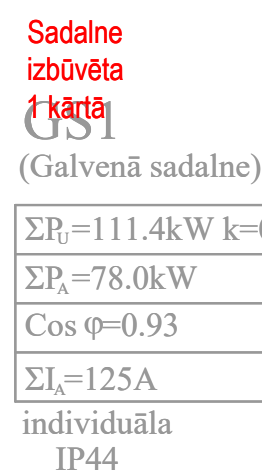 Sadalne
izbūvēta
1 kārtā
GS1
(Galvenā sadalne)
ΣPᵤ=111.4kW k=
ΣPₐ=78.0kW
Cos φ=0.93
ΣIₐ=125A
individuāla
IP44